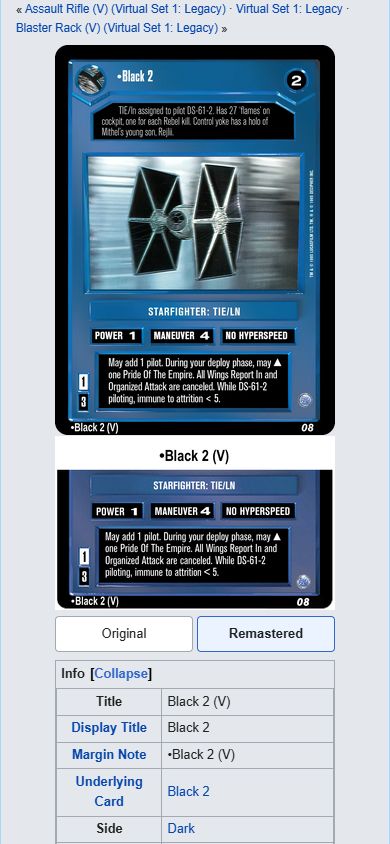 « Assault Rifle (V) (Virtual Set 1: Legacy) · Virtual Set 1: Legacy ·
Blaster Rack (V) (Virtual Set 1: Legacy) »
•Black 2
2
TIE/ln assigned to pilot DS-61-2. Has 27 'flames' on
cockpit, one for each Rebel kill. Control yoke has a holo of
Mithel's young son, Rejlii.
STARFIGHTER: TIE/LN
POWER 1
MANEUVER 4
NO HYPERSPEED
May add 1 pilot. During your deploy phase, may ▲
one Pride Of The Empire. All Wings Report In and
Organized Attack are canceled. While DS-61-2
piloting, immune to attrition < 5.
1
3
•Black 2 (V)
08
•Black 2 (V)
STARFIGHTER: TIE/LN
POWER 1
MANEUVER 4
NO HYPERSPEED
May add 1 pilot. During your deploy phase, may ▲
one Pride Of The Empire. All Wings Report In and
Organized Attack are canceled. While DS-61-2
piloting, immune to attrition < 5.
1
3
•Black 2 (V)
08
Original
Remastered
Info [Collapse]
Title
Black 2 (V)
Display Title
Black 2
Margin Note
•Black 2 (V)
Underlying
Card
Black 2
Side
Dark